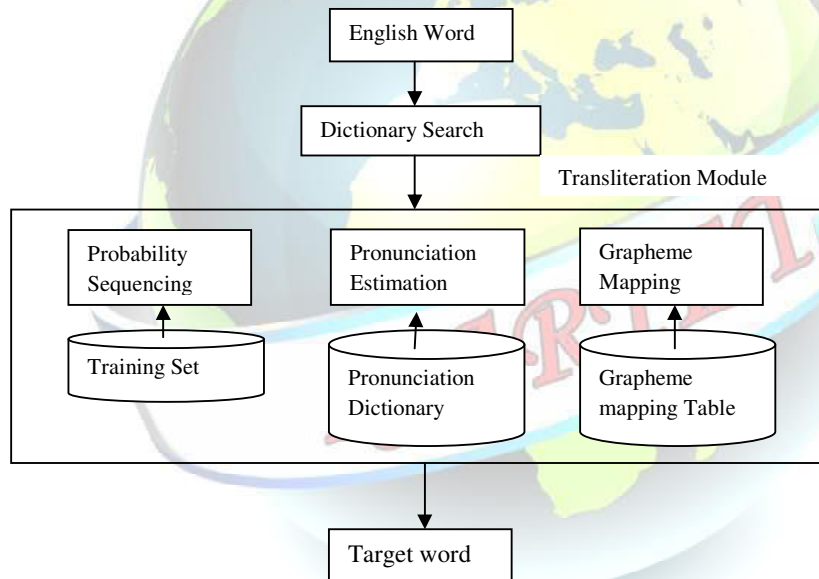 English Word
Dictionary Search
Transliteration Module
Probability
Sequencing
Pronunciation
Estimation
Grapheme
Mapping
Training Set
Pronunciation
Dictionary
Grapheme
mapping Table
Target word